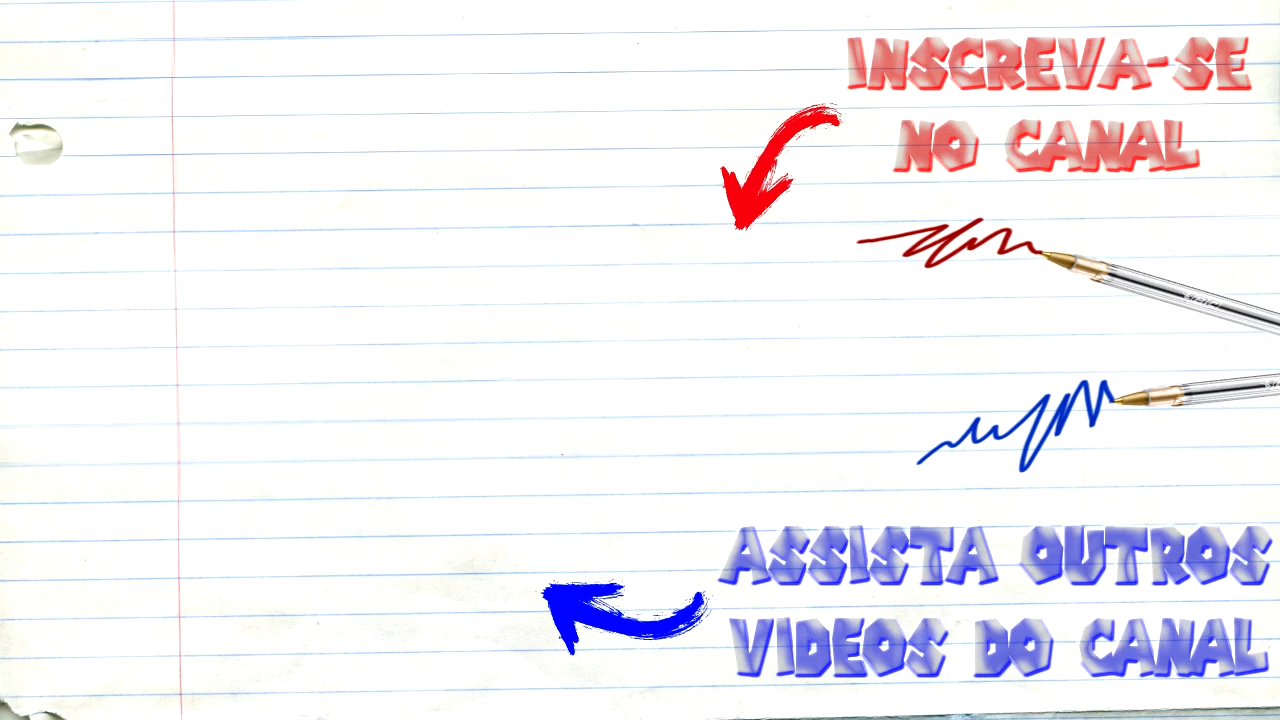 INSCREVA-SE
NO CANAL
ASSISTA OUTROS
VIDEOS DO CANAL